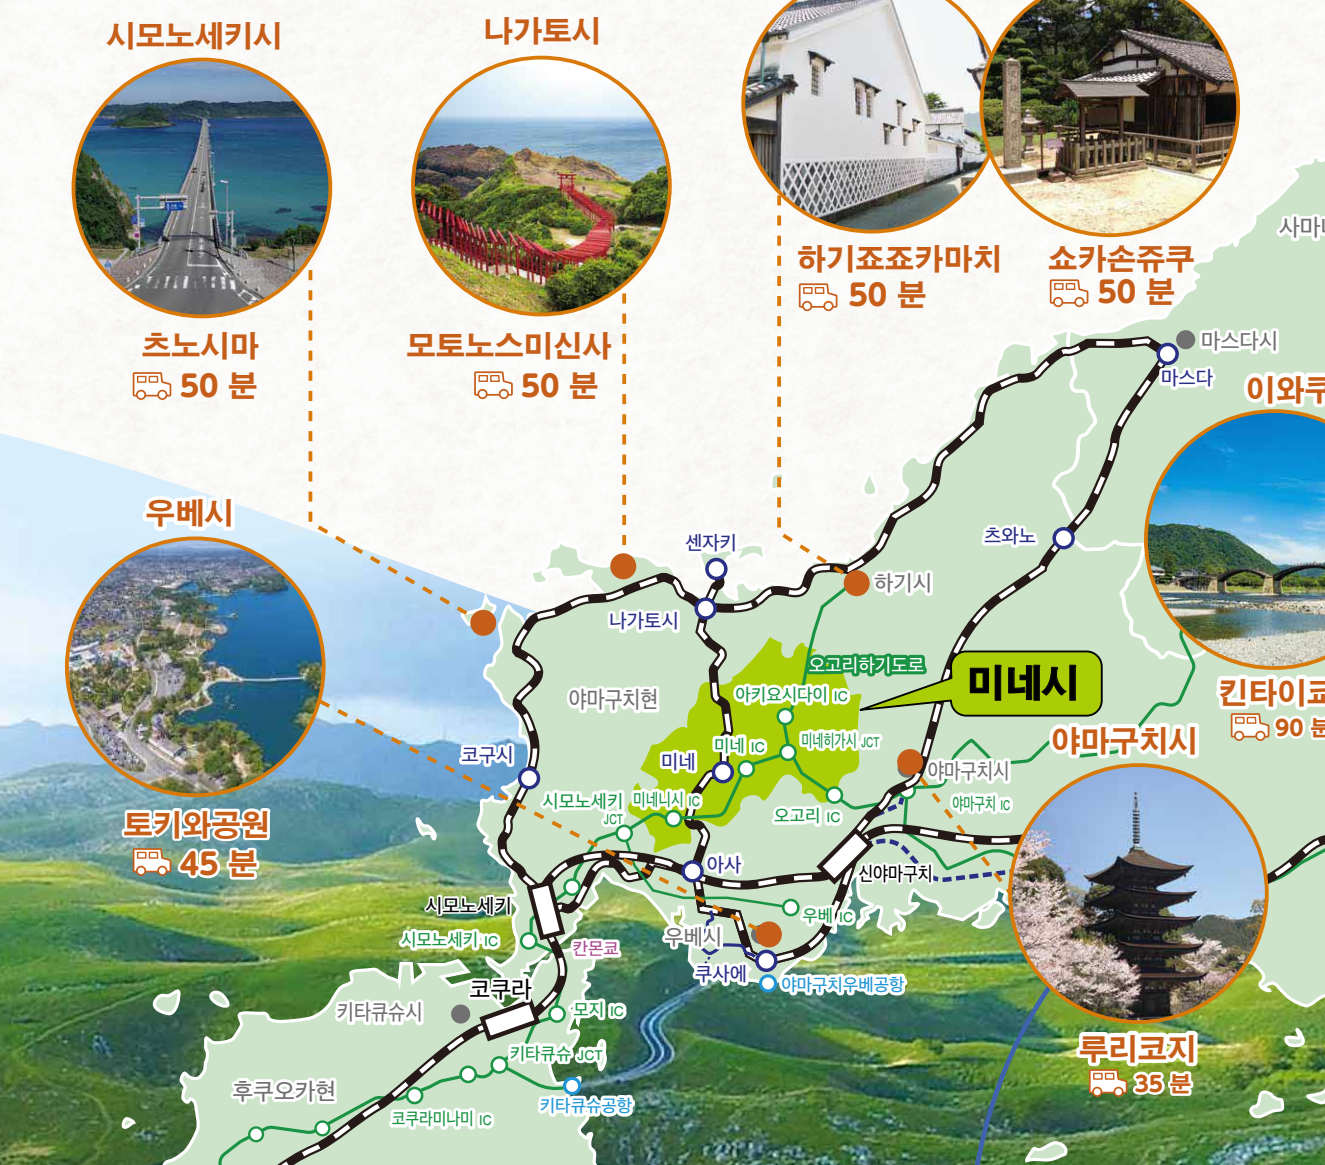 시모노세키시
나가토시
츠노시마
50 분
모토노스미신사
50 분
하기죠죠카마치
50 분
쇼카손쥬쿠
50 분
마스다시
마스다
우베시
센자키
나가토시
츠와노
하기시
오고리하기도로
미네시
야마구치현
아키요시다이 IC
미네히가시 JCT
미네 IC
미네
코구시
시모노세키
JCT
미네니시 IC
오고리 IC
야마구치시
야마구치시
야마구치 IC
90 분
토키와공원
45 분
아사
신야마구치
시모노세키
시모노세키 IC
칸몬쿄
우베시
우베 IC
쿠사에
야마구치우베공항
코쿠라
키타큐슈시
모지 IC
키타큐슈 JCT
루리코지
35 분
후쿠오카현
코쿠라미나미 IC
키타큐슈공항